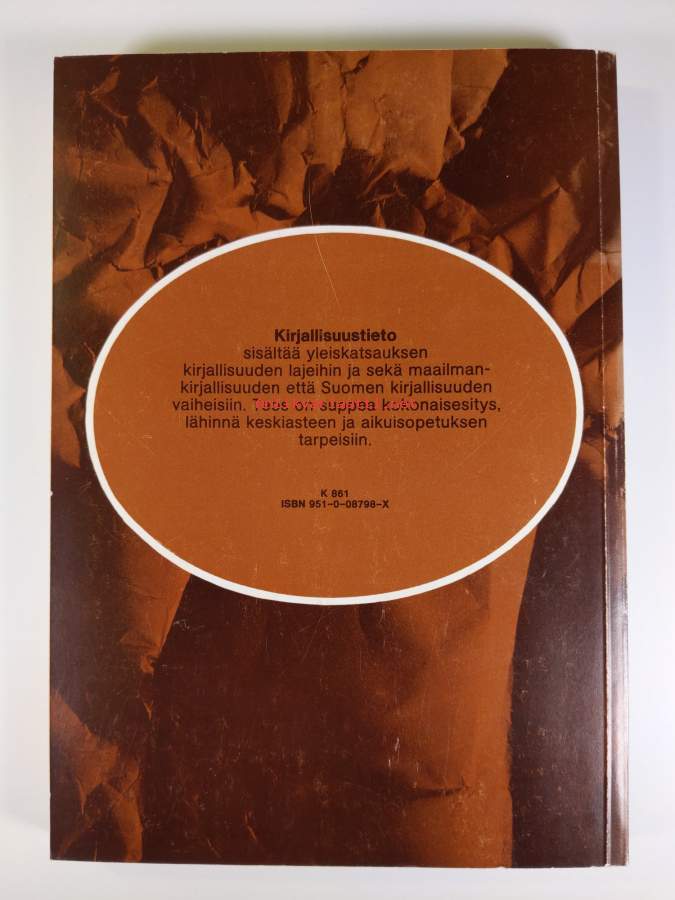 Kirjallisuustieto
sisältää yleiskatsauksen
kirjallisuuden lajeihin ja sekä maailman-
kirjallisuuden että Suomen kirjallisuuden
vaiheisiin. Teos on suppea kokonaisesitys,
lähinnä keskiasteen ja aikuisopetuksen
tarpeisiin.
K 861
ISBN 951-0-08798-X